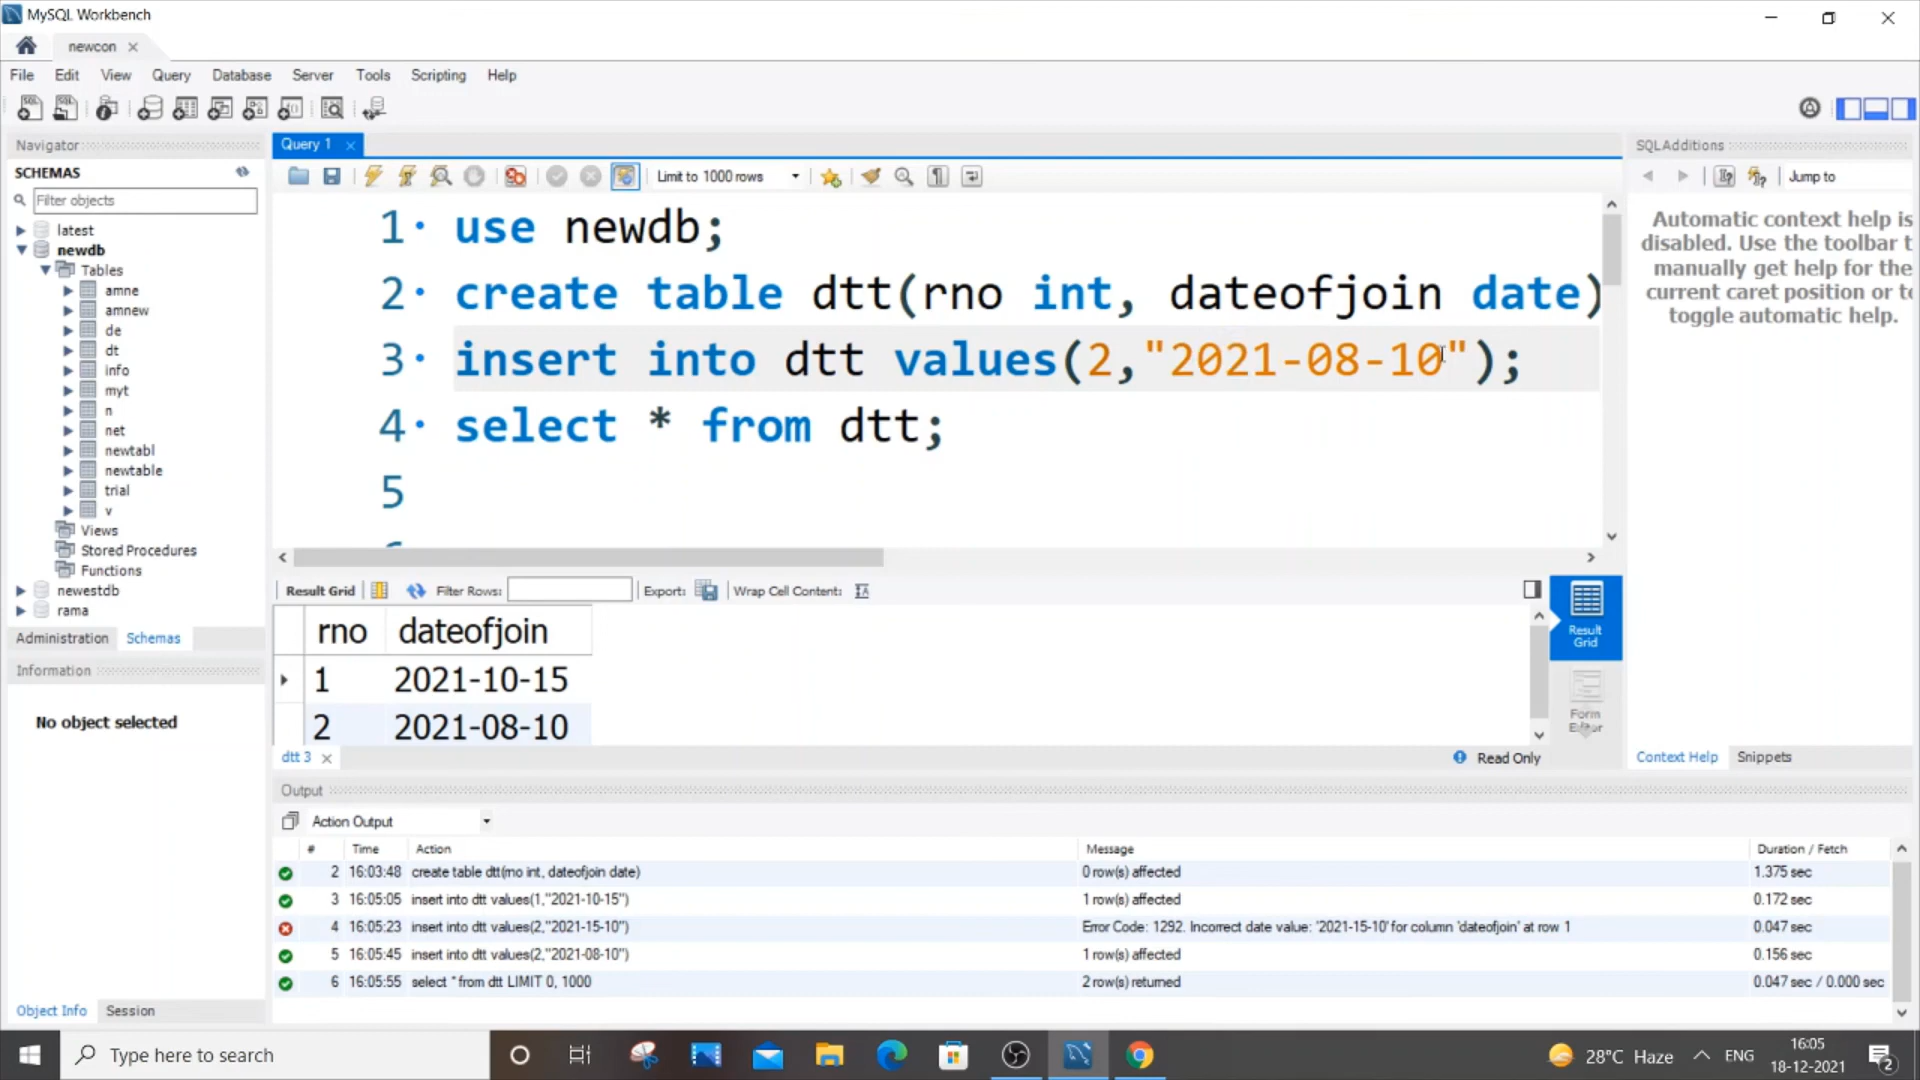 MySQL Workbench
newcon
File Edit View Query Database Server Tools Scripting Help
Navigator
SCHEMAS
Filter objects
latest
newdb
Tables
amne
amnew
de
dt
info
myt
n
net
newtabl
newtable
trial
v
Views
Stored Procedures
Functions
newestdb
rama
Administration Schemas
Information
No object selected
Object Info Session
Query 1
Limit to 1000 rows
1 use newdb;
2 create table dtt(rno int, dateofjoin date)
3 insert into dtt values(2,"2021-08-10");
4 select * from dtt;
5
Result Grid Filter Rows: Export: Wrap Cell Content:
rno dateofjoin
1 2021-10-15
2 2021-08-10
Result
Grid
Form
Editor
dtt 3
Read Only
SQLAdditions
Jump to
Automatic context help is
disabled. Use the toolbar t
manually get help for the
current caret position or to
toggle automatic help.
Context Help Snippets
Output
Action Output
# Time Action Message Duration / Fetch
2 16:03:48 create table dtt(rno int, dateofjoin date) 0 row(s) affected 1.375 sec
3 16:05:05 insert into dtt values(1,"2021-10-15") 1 row(s) affected 0.172 sec
4 16:05:23 insert into dtt values(2,"2021-15-10") Error Code: 1292. Incorrect date value: '2021-15-10' for column 'dateofjoin' at row 1 0.047 sec
5 16:05:45 insert into dtt values(2,"2021-08-10") 1 row(s) affected 0.156 sec
6 16:05:55 select * from dtt LIMIT 0, 1000 2 row(s) returned 0.047 sec / 0.000 sec
Type here to search
28°C Haze
ENG
16:05
18-12-2021
2